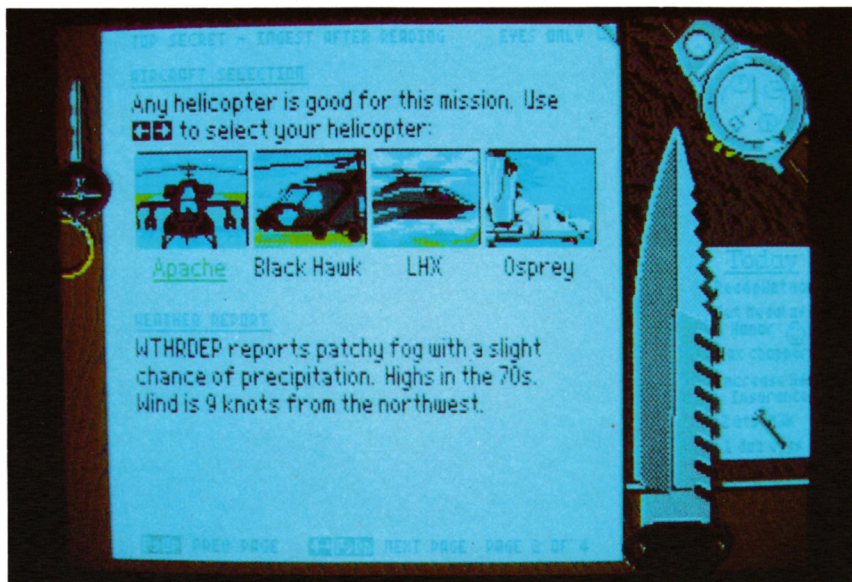 TOP SECRET - INGEST AFTER READING EYES ONLY
AIRCRAFT SELECTION
Any helicopter is good for this mission. Use
←→ to select your helicopter:
Apache Black Hawk LHX Osprey
WEATHER REPORT
WTHRDEP reports patchy fog with a slight
chance of precipitation. Highs in the 70s.
Wind is 9 knots from the northwest.
PREV PAGE NEXT PAGE PAGE 2 OF 4
Today
Honor
Insurance